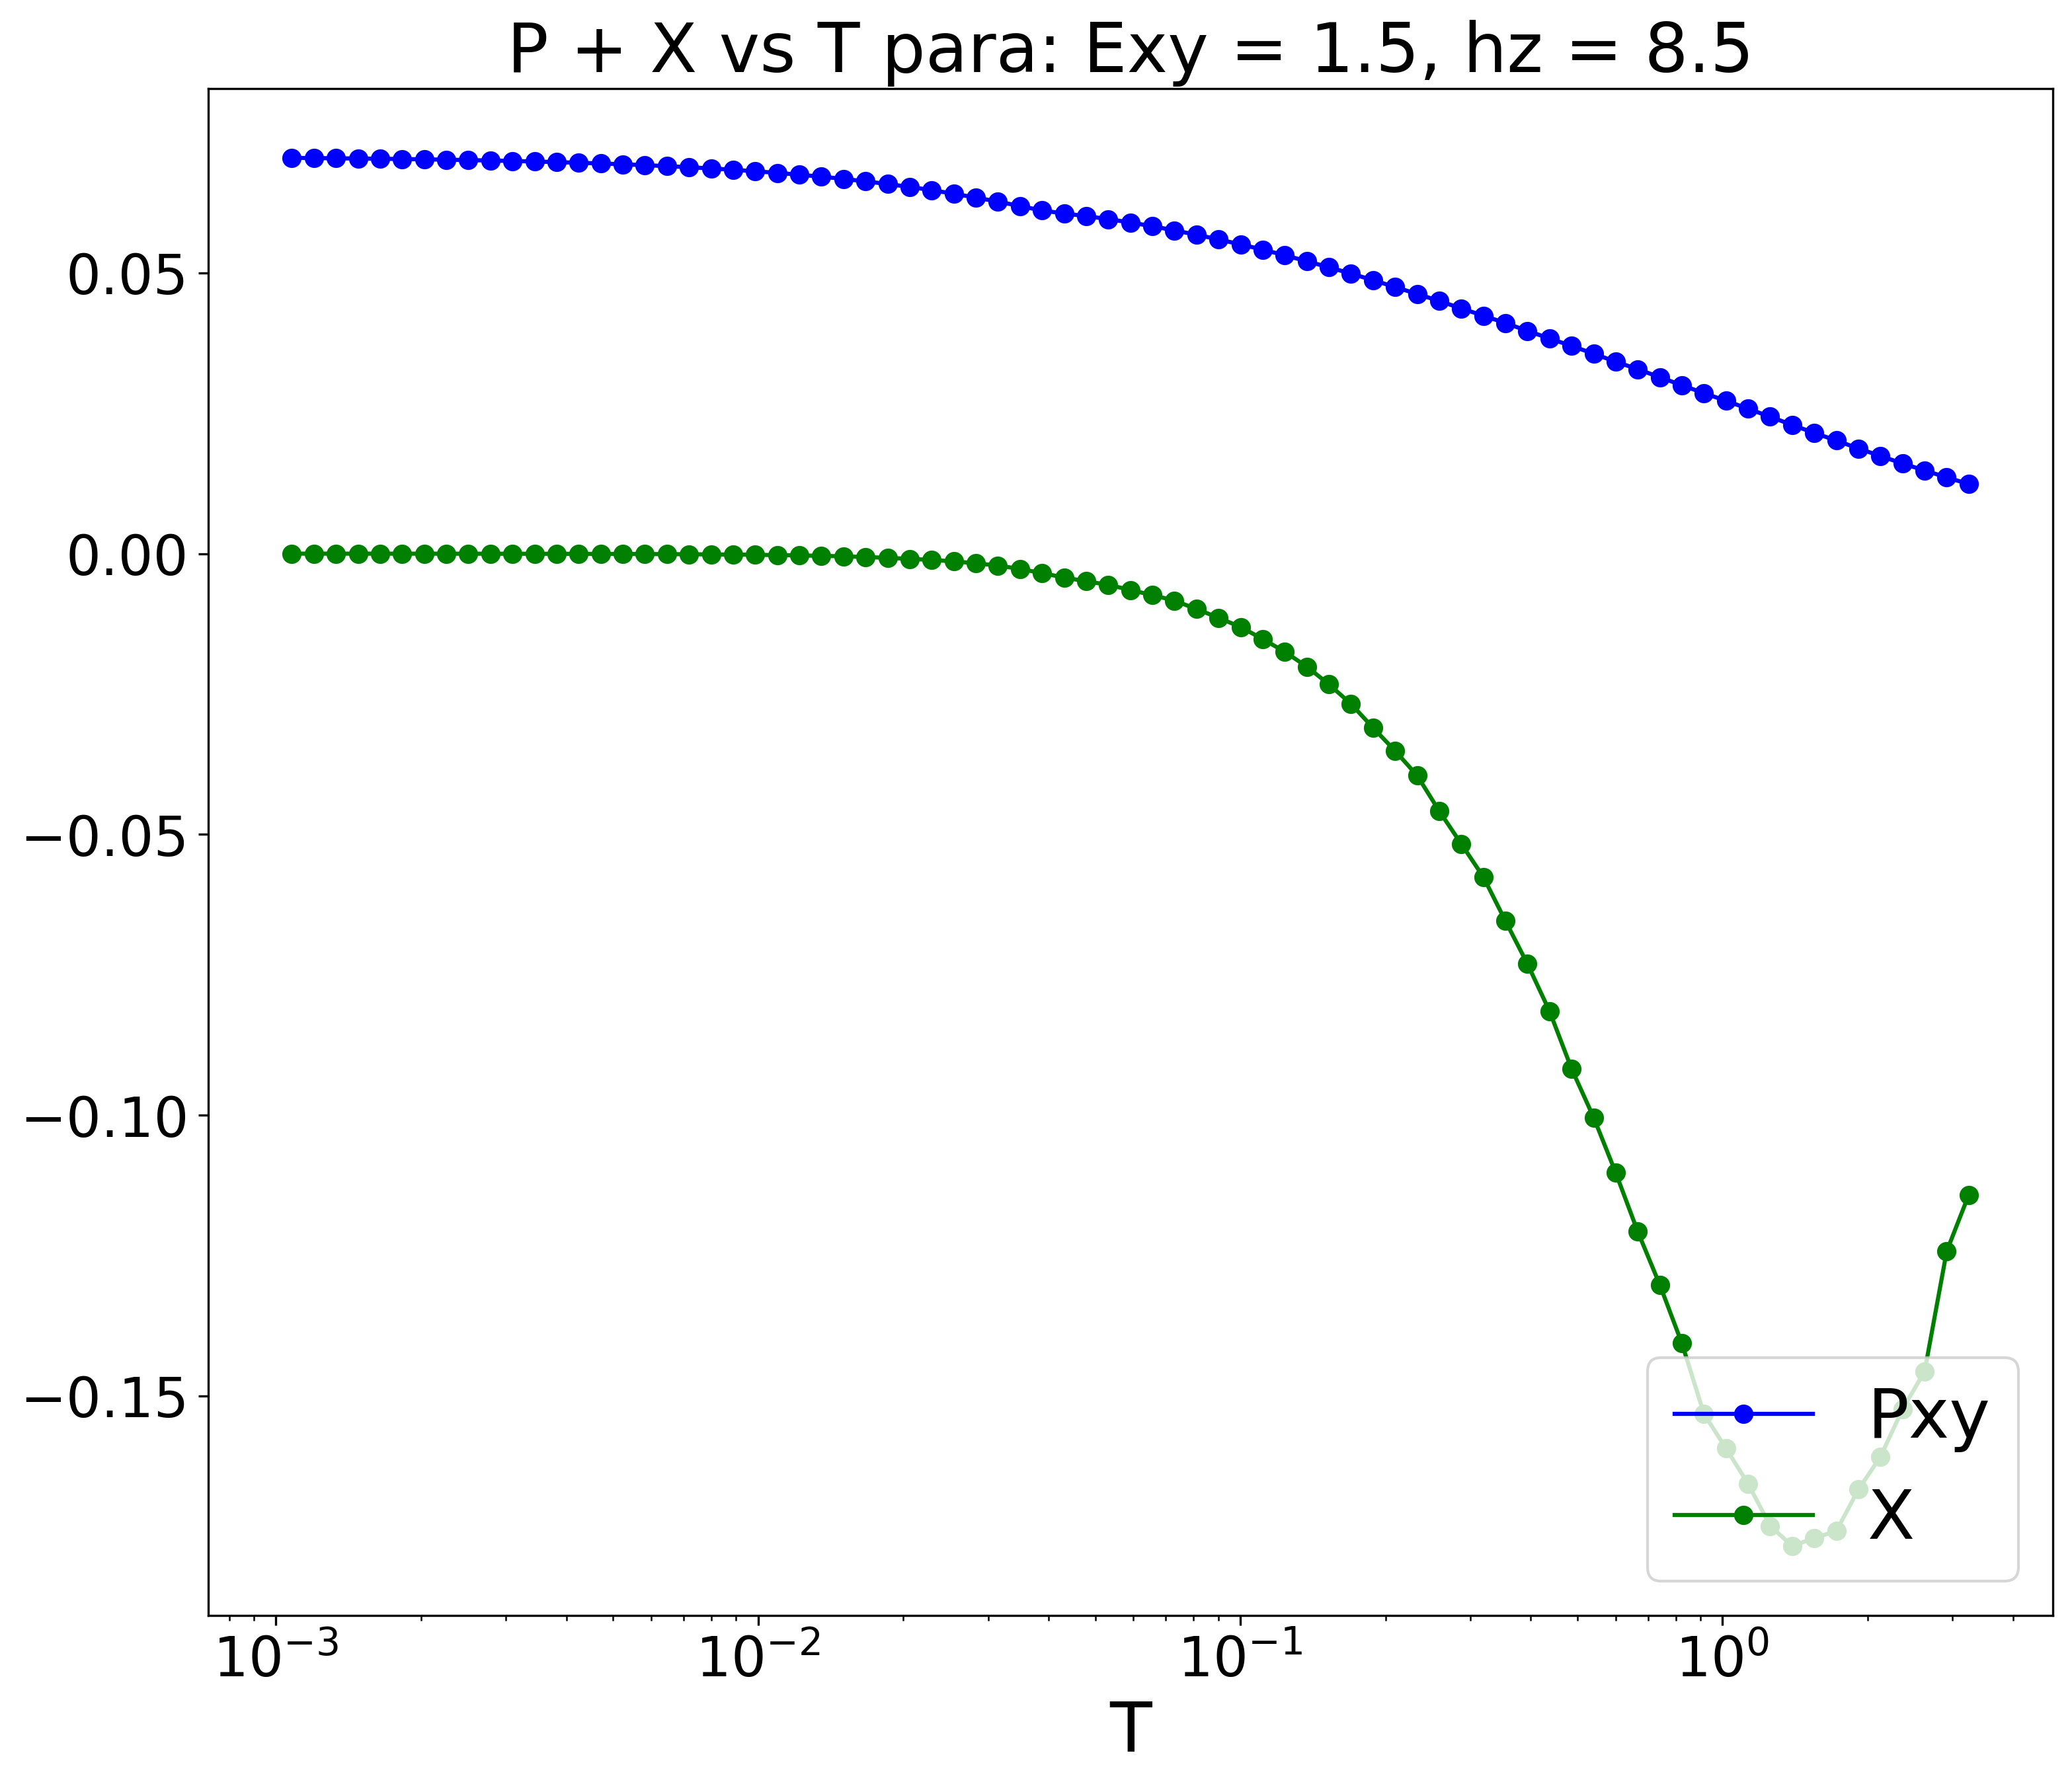 P + X vs T para: Exy = 1.5, hz = 8.5
0.05
0.00
−0.05
−0.10
−0.15
Pxy
X
10⁻³ 10⁻² 10⁻¹ 10⁰
T